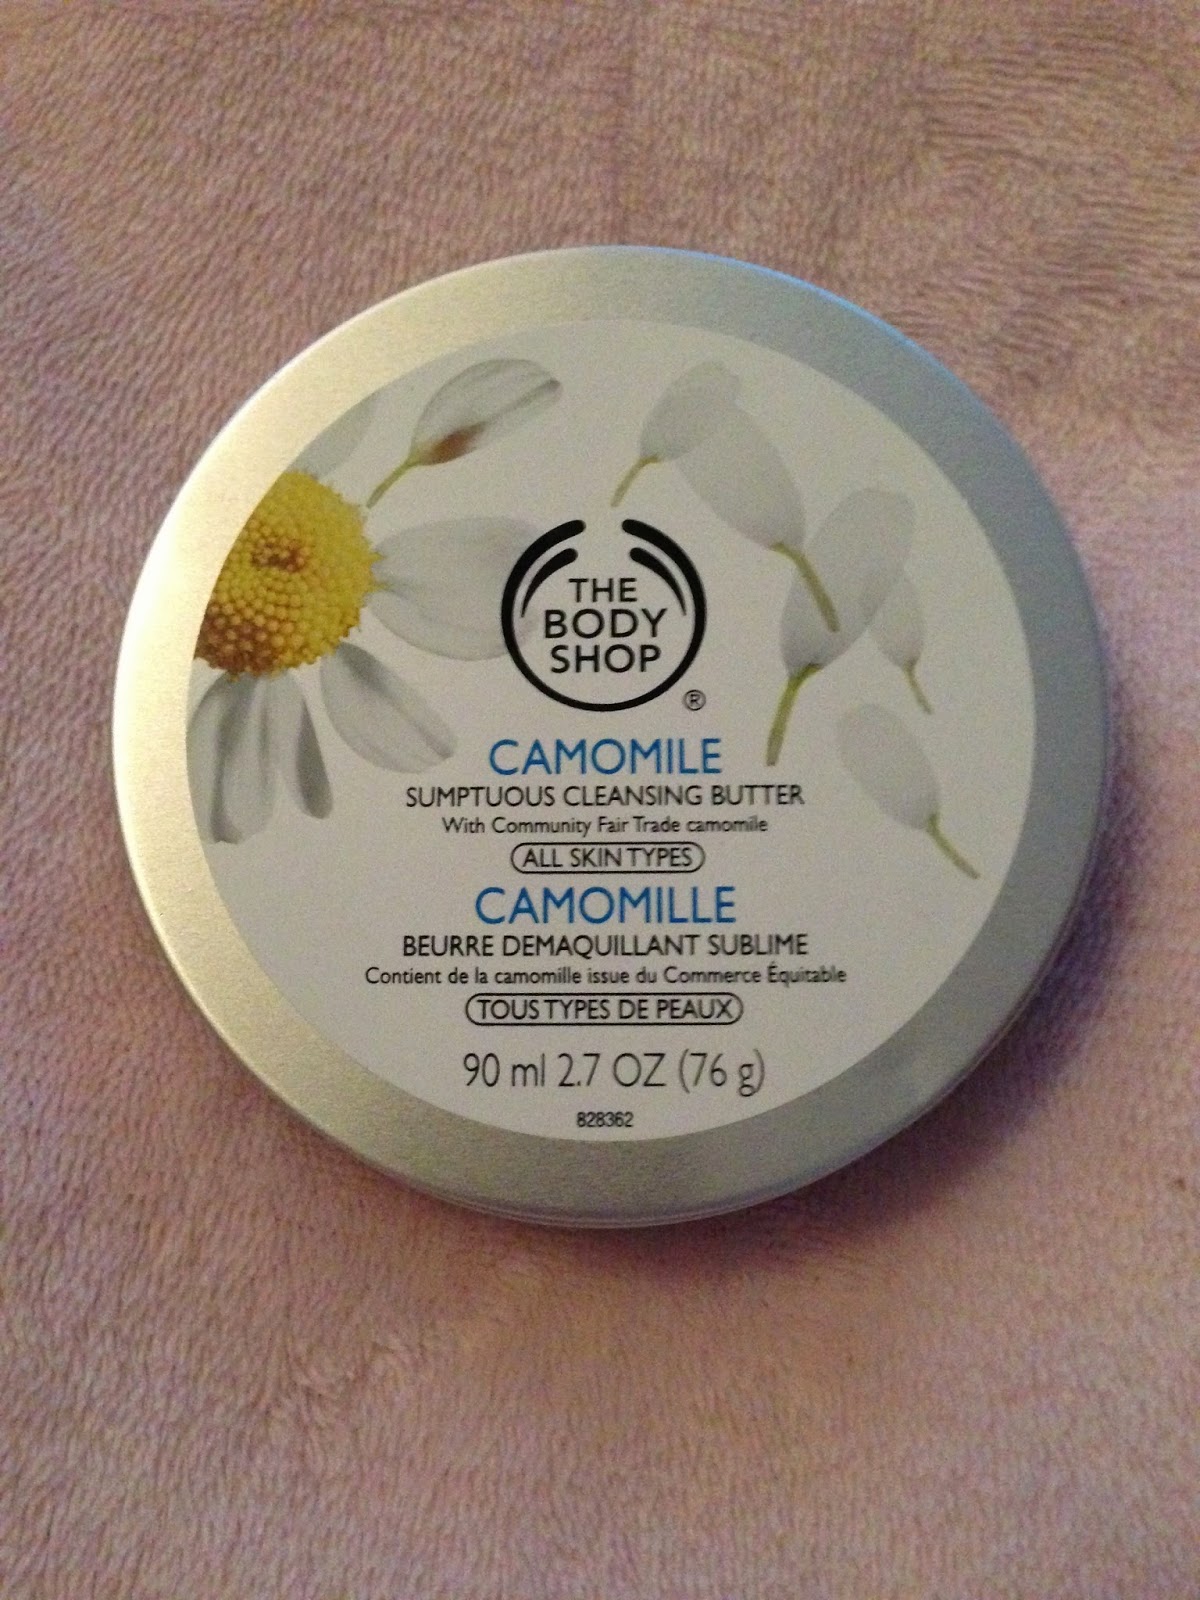 THE
BODY
SHOP
®
CAMOMILE
SUMPTUOUS CLEANSING BUTTER
With Community Fair Trade camomile
ALL SKIN TYPES
CAMOMILLE
BEURRE DEMAQUILLANT SUBLIME
Contient de la camomille issue du Commerce Équitable
TOUS TYPES DE PEAUX
90 ml 2.7 OZ (76 g)
828362